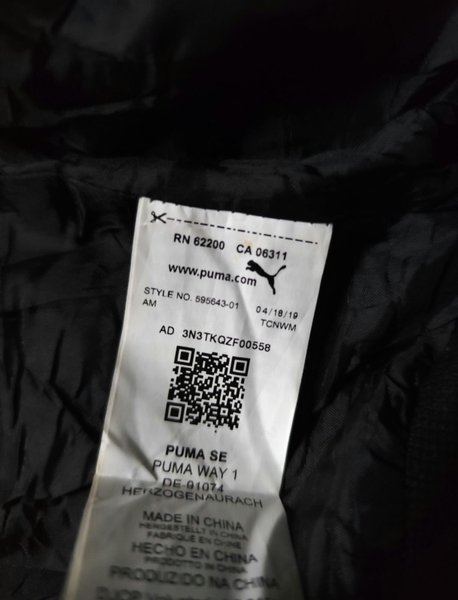 RN 62200 CA 06311
www.puma.com
STYLE NO. 595643-01 04/18/19
AM TCNWM
AD 3N3TKQZF00558
PUMA SE
PUMA WAY 1
DE-91074
HERZOGENAURACH
MADE IN CHINA
HERGESTELLT IN CHINA
FABRIQUE EN CHINE
HECHO EN CHINA
PRODOTTO IN CHINA
PRODUZIDO NA CHINA